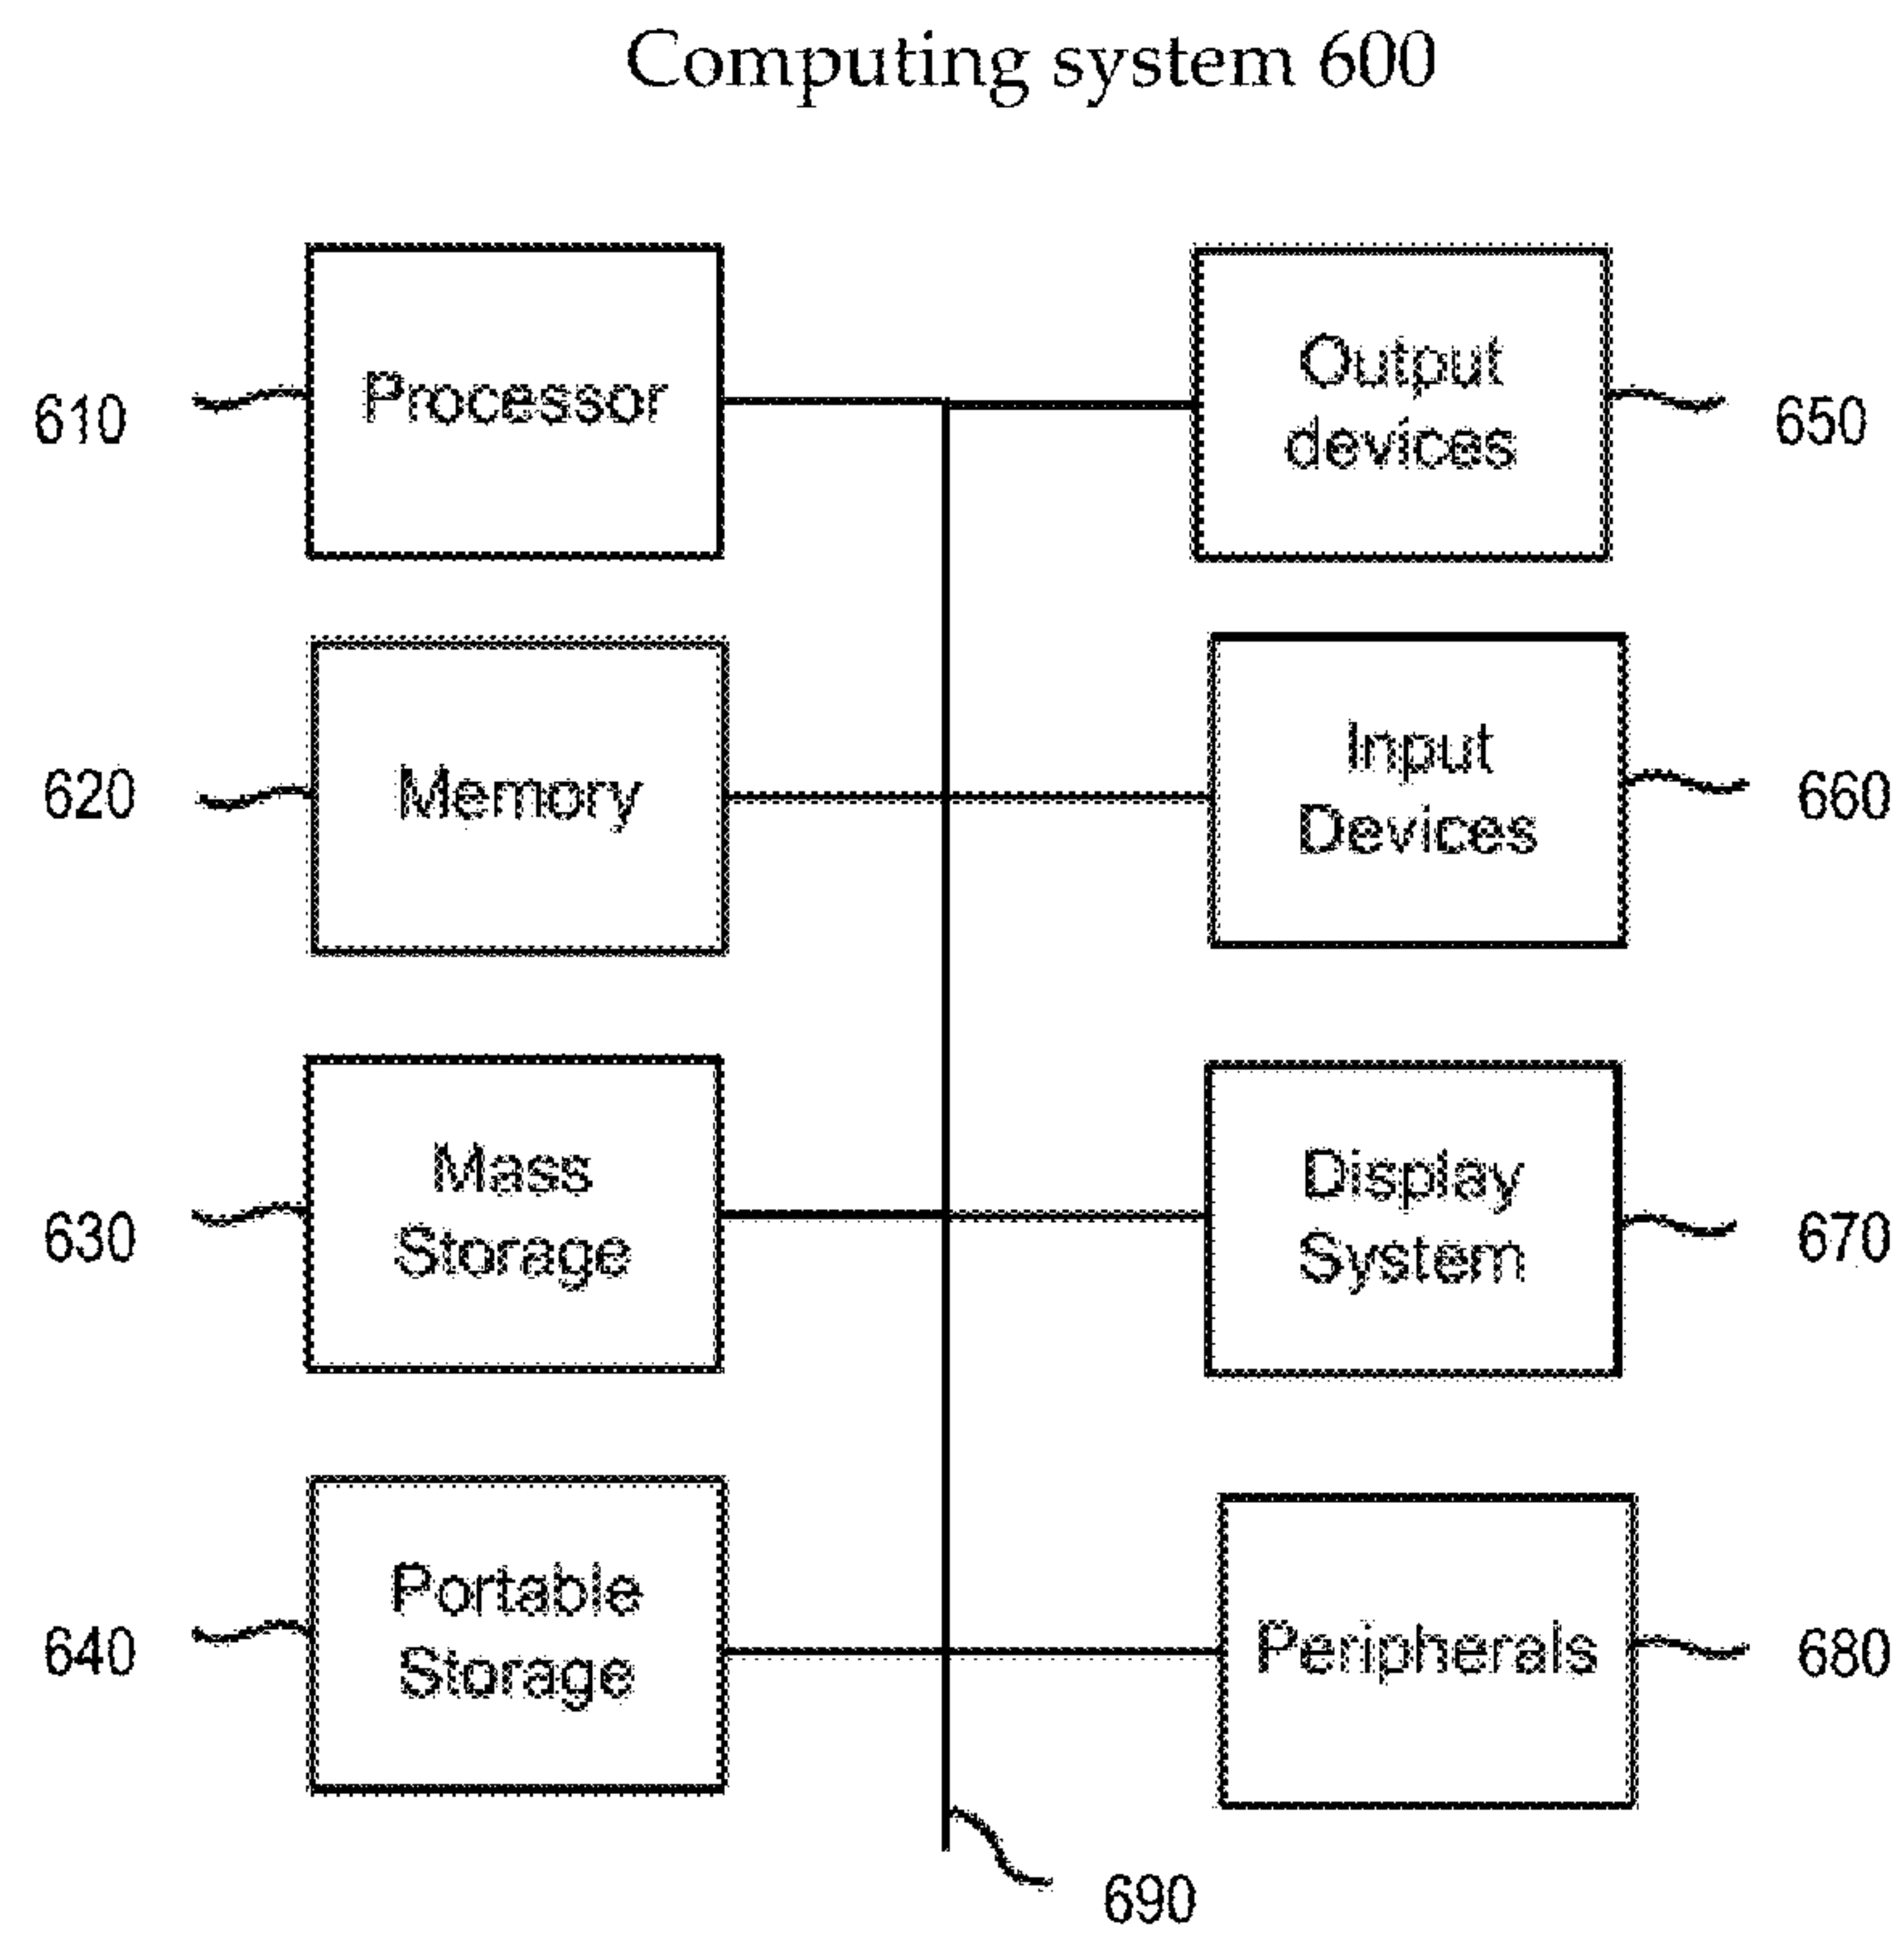 Computing system 600
610
Processor
Output
devices
650
620
Memory
Input
Devices
660
630
Mass
Storage
Display
System
670
640
Portable
Storage
Peripherals
680
690